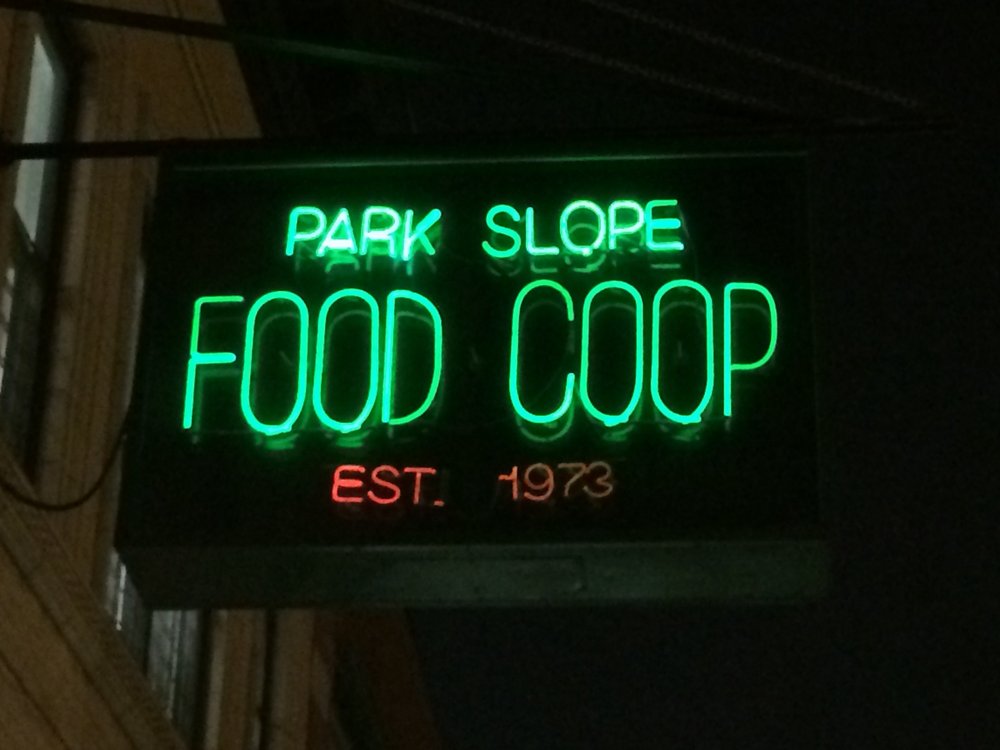 PARK SLOPE
FOOD COOP
EST. 1973